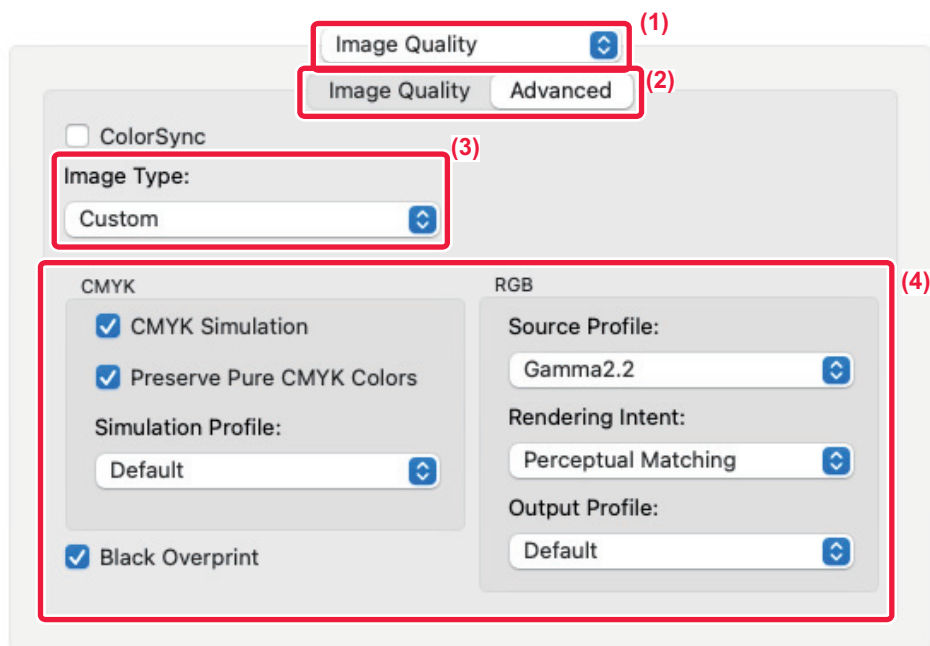 Image Quality
(1)
Image Quality
Advanced
(2)
ColorSync
(3)
Image Type:
Custom
(4)
CMYK
CMYK Simulation
Preserve Pure CMYK Colors
Simulation Profile:
Default
Black Overprint
RGB
Source Profile:
Gamma2.2
Rendering Intent:
Perceptual Matching
Output Profile:
Default